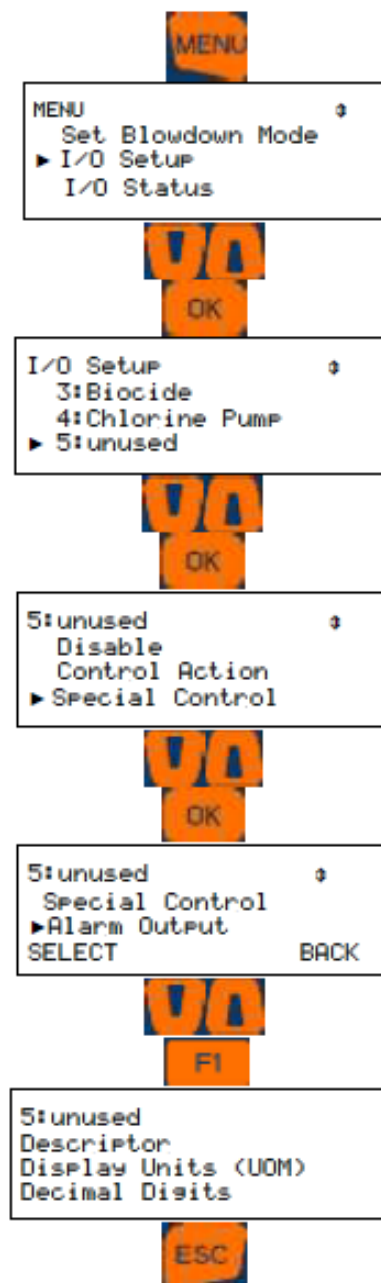 MENU
MENU
Set Blowdown Mode
I/O Setup
I/O Status
OK
I/O Setup
3:Biocide
4:Chlorine Pump
5:unused
OK
5:unused
Disable
Control Action
Special Control
OK
5:unused
Special Control
Alarm Output
SELECT BACK
F1
5:unused
Descriptor
Display Units (UOM)
Decimal Digits
ESC